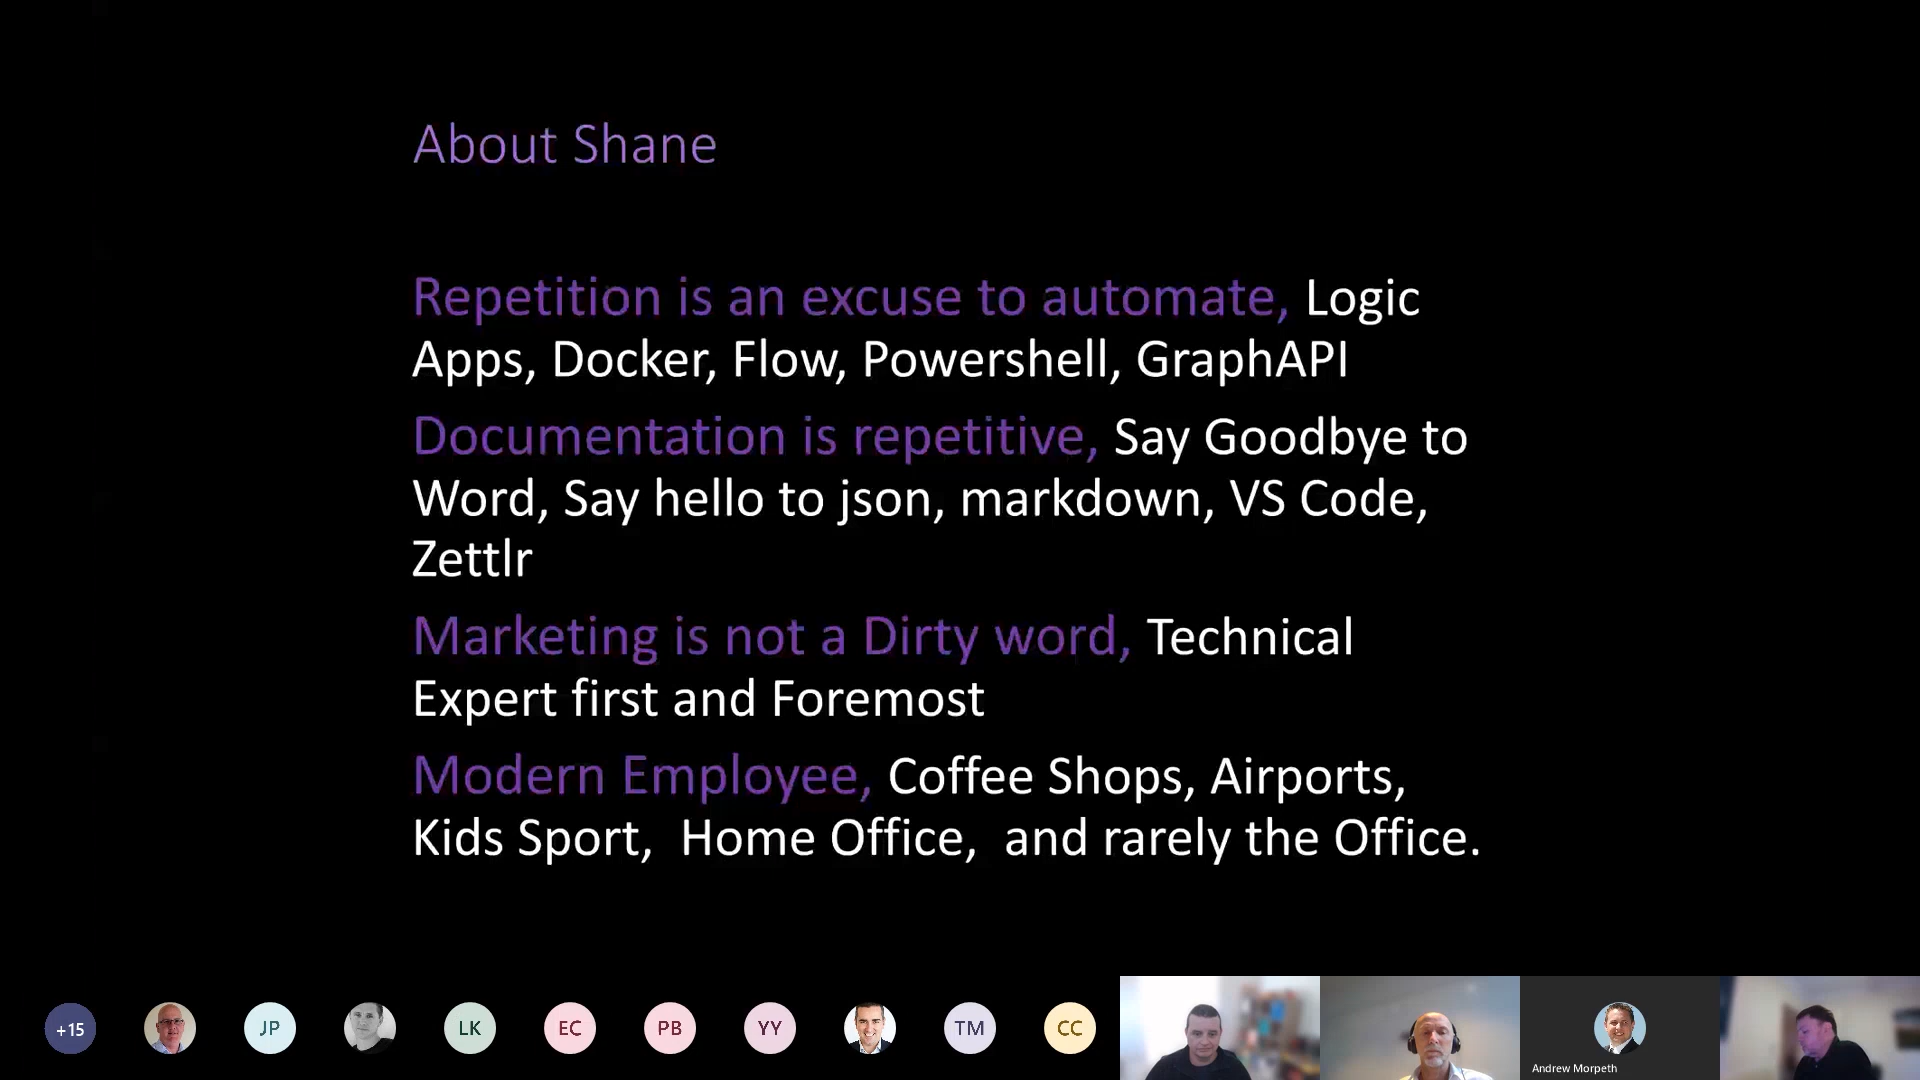 About Shane
Repetition is an excuse to automate, Logic
Apps, Docker, Flow, Powershell, GraphAPI
Documentation is repetitive, Say Goodbye to
Word, Say hello to json, markdown, VS Code,
Zettlr
Marketing is not a Dirty word, Technical
Expert first and Foremost
Modern Employee, Coffee Shops, Airports,
Kids Sport,  Home Office,  and rarely the Office.
+15 JP LK EC PB YY TM CC
Andrew Morpeth